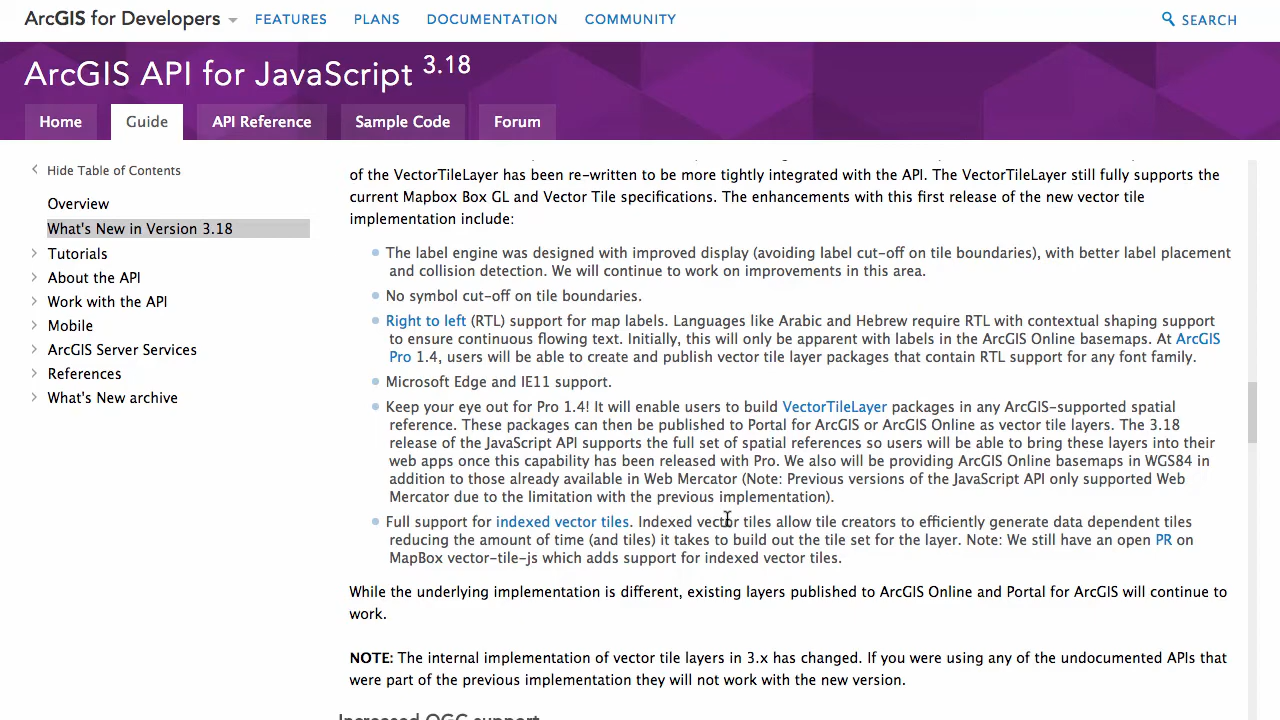 ArcGIS for Developers FEATURES PLANS DOCUMENTATION COMMUNITY SEARCH
ArcGIS API for JavaScript 3.18
Home Guide API Reference Sample Code Forum
Hide Table of Contents
Overview
What's New in Version 3.18
Tutorials
About the API
Work with the API
Mobile
ArcGIS Server Services
References
What's New archive
of the VectorTileLayer has been re-written to be more tightly integrated with the API. The VectorTileLayer still fully supports the
current Mapbox Box GL and Vector Tile specifications. The enhancements with this first release of the new vector tile
implementation include:
The label engine was designed with improved display (avoiding label cut-off on tile boundaries), with better label placement
and collision detection. We will continue to work on improvements in this area.
No symbol cut-off on tile boundaries.
Right to left (RTL) support for map labels. Languages like Arabic and Hebrew require RTL with contextual shaping support
to ensure continuous flowing text. Initially, this will only be apparent with labels in the ArcGIS Online basemaps. At ArcGIS
Pro 1.4, users will be able to create and publish vector tile layer packages that contain RTL support for any font family.
Microsoft Edge and IE11 support.
Keep your eye out for Pro 1.4! It will enable users to build VectorTileLayer packages in any ArcGIS-supported spatial
reference. These packages can then be published to Portal for ArcGIS or ArcGIS Online as vector tile layers. The 3.18
release of the JavaScript API supports the full set of spatial references so users will be able to bring these layers into their
web apps once this capability has been released with Pro. We also will be providing ArcGIS Online basemaps in WGS84 in
addition to those already available in Web Mercator (Note: Previous versions of the JavaScript API only supported Web
Mercator due to the limitation with the previous implementation).
Full support for indexed vector tiles. Indexed vector tiles allow tile creators to efficiently generate data dependent tiles
reducing the amount of time (and tiles) it takes to build out the tile set for the layer. Note: We still have an open PR on
MapBox vector-tile-js which adds support for indexed vector tiles.
While the underlying implementation is different, existing layers published to ArcGIS Online and Portal for ArcGIS will continue to
work.
NOTE: The internal implementation of vector tile layers in 3.x has changed. If you were using any of the undocumented APIs that
were part of the previous implementation they will not work with the new version.
Increased OGC support